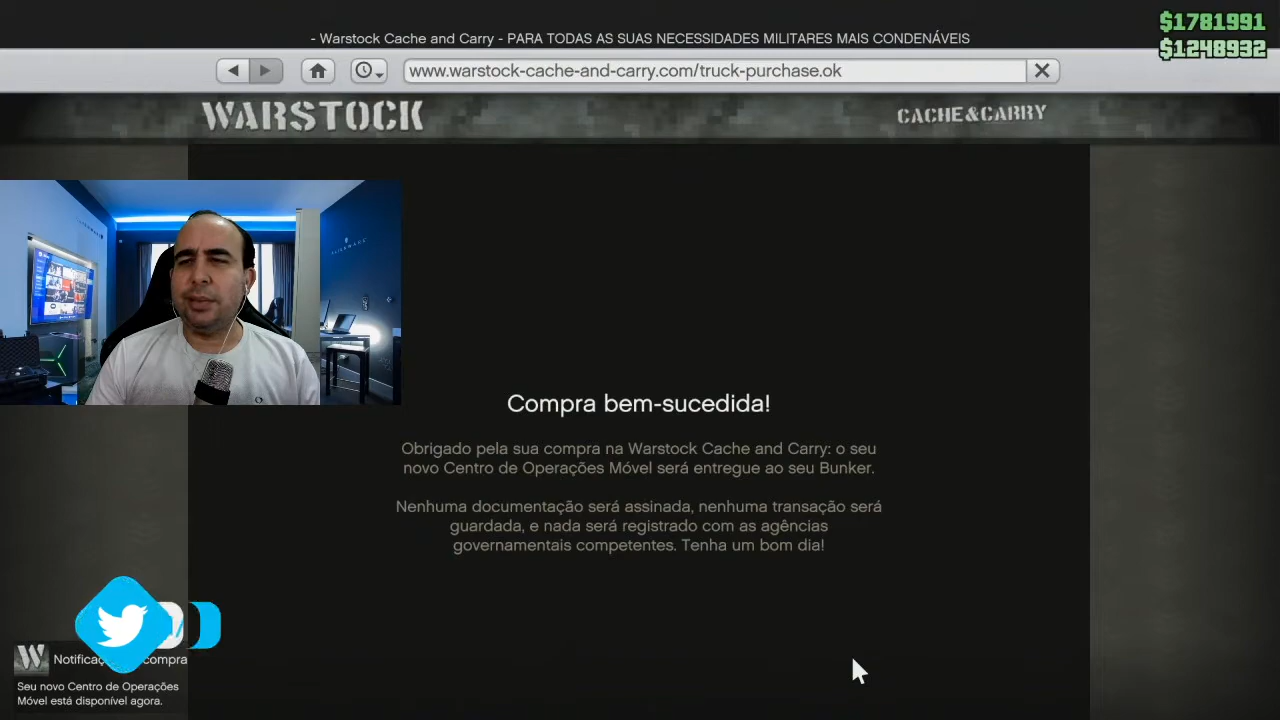 - Warstock Cache and Carry - PARA TODAS AS SUAS NECESSIDADES MILITARES MAIS CONDENÁVEIS
$1781991
$1248932
www.warstock-cache-and-carry.com/truck-purchase.ok
WARSTOCK
CACHE&CARRY
Compra bem-sucedida!
Obrigado pela sua compra na Warstock Cache and Carry: o seu
novo Centro de Operações Móvel será entregue ao seu Bunker.
Nenhuma documentação será assinada, nenhuma transação será
guardada, e nada será registrado com as agências
governamentais competentes. Tenha um bom dia!
W
compra
Seu novo Centro de Operações
Móvel está disponível agora.